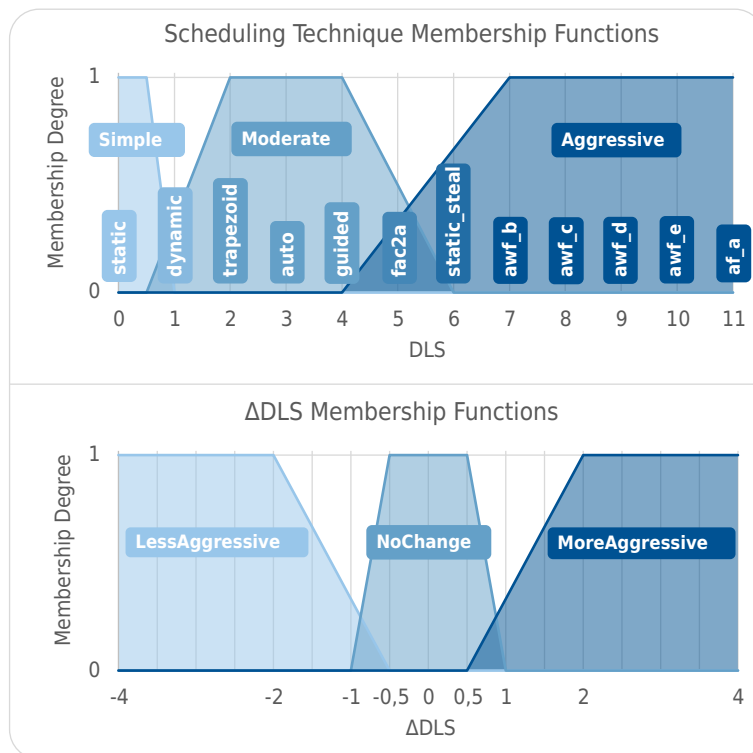 Scheduling Technique Membership Functions
Membership Degree
1
0
Simple
Moderate
Aggressive
static
dynamic
trapezoid
auto
guided
fac2a
static_steal
awf_b
awf_c
awf_d
awf_e
af_a
0 1 2 3 4 5 6 7 8 9 10 11
DLS
ΔDLS Membership Functions
Membership Degree
1
0
LessAggressive
NoChange
MoreAggressive
-4 -2 -1 -0,5 0 0,5 1 2 4
ΔDLS